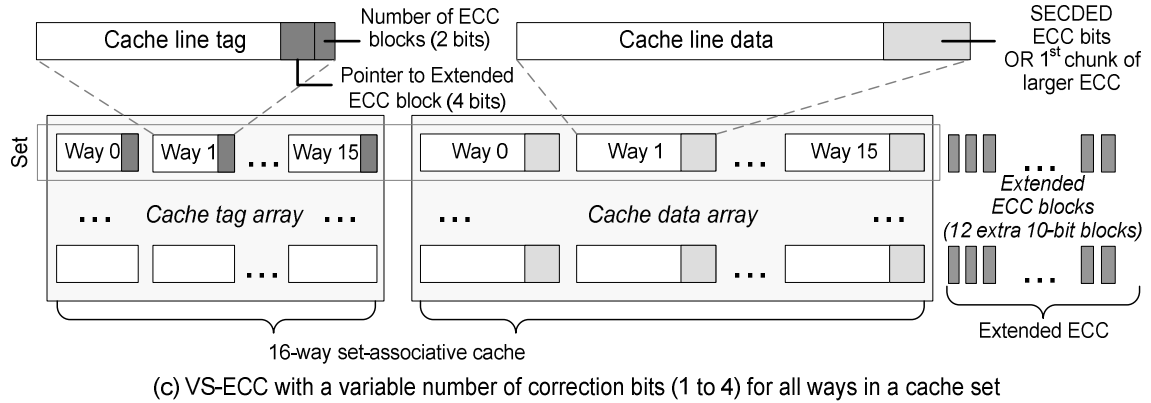 Cache line tag
Number of ECC
blocks (2 bits)
Pointer to Extended
ECC block (4 bits)
Cache line data
SECDED
ECC bits
OR 1st chunk of
larger ECC
Set
Way 0
Way 1
...
Way 15
Way 0
Way 1
...
Way 15
...
... Cache tag array ...
... Cache data array ...
Extended
ECC blocks
(12 extra 10-bit blocks)
...
...
...
Extended ECC
16-way set-associative cache
(c) VS-ECC with a variable number of correction bits (1 to 4) for all ways in a cache set